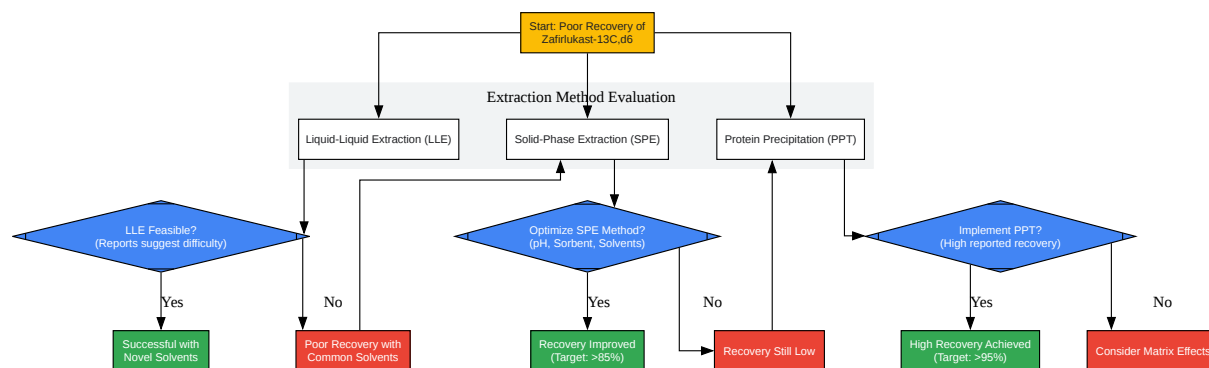 Start: Poor Recovery of
Zafirlukast-13C,d6
Extraction Method Evaluation
Liquid-Liquid Extraction (LLE)
Solid-Phase Extraction (SPE)
Protein Precipitation (PPT)
LLE Feasible?
(Reports suggest difficulty)
Optimize SPE Method?
(pH, Sorbent, Solvents)
Implement PPT?
(High reported recovery)
Yes
No
Yes
No
Yes
No
Successful with
Novel Solvents
Poor Recovery with
Common Solvents
Recovery Improved
(Target: >85%)
Recovery Still Low
High Recovery Achieved
(Target: >95%)
Consider Matrix Effects